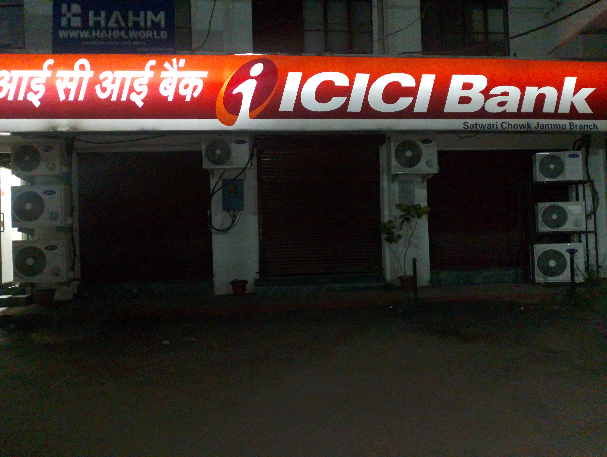 HAHM
WWW.HAHM.WORLD
आई सी आई बैंक
ICICI Bank
Satwari Chowk Jammu Branch